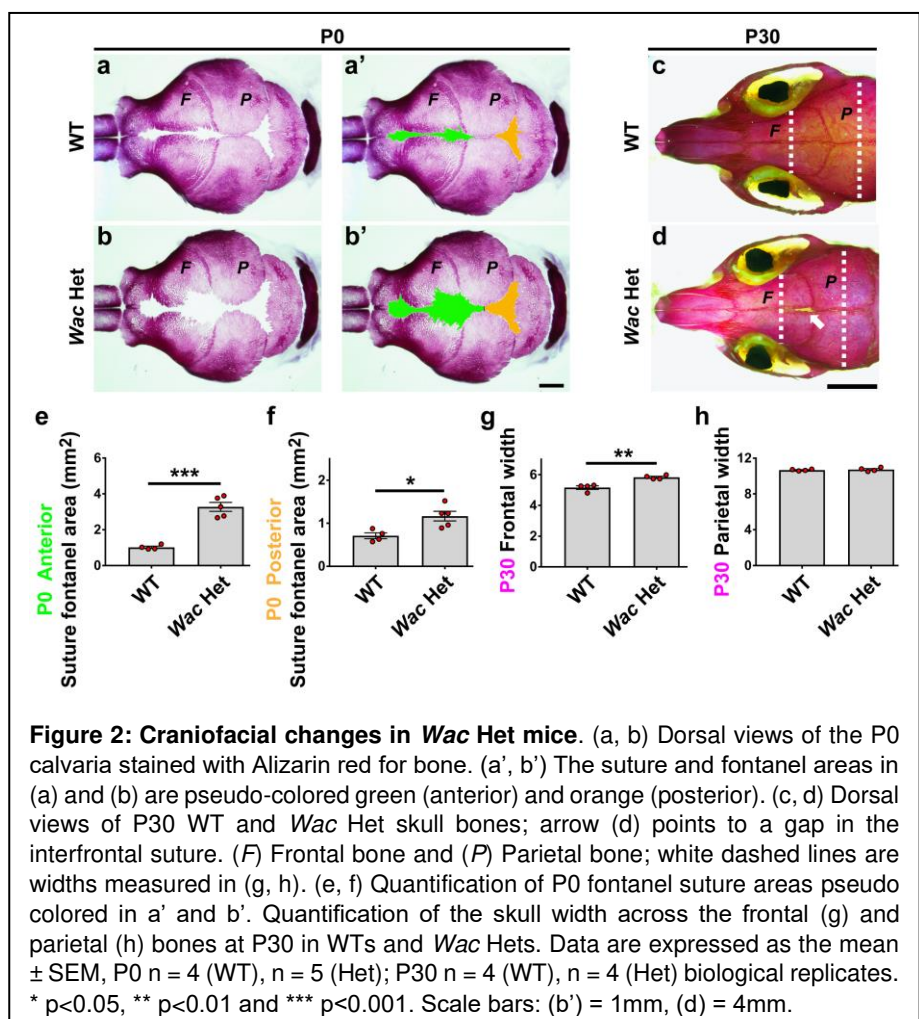 P0
P30
a
a'
c
F
P
F
P
F
P
WT
WT
b
b'
d
F
P
F
P
F
P
Wac Het
Wac Het
e
f
g
h
P0 Anterior
Suture fontanel area (mm2)
6
4
2
0
***
WT
Wac Het
P0 Posterior
Suture fontanel area (mm2)
2
1
0
*
WT
Wac Het
P30 Frontal width
8
6
4
2
0
**
WT
Wac Het
P30 Parietal width
12
8
4
0
WT
Wac Het
Figure 2: Craniofacial changes in Wac Het mice. (a, b) Dorsal views of the P0
calvaria stained with Alizarin red for bone. (a’, b’) The suture and fontanel areas in
(a) and (b) are pseudo-colored green (anterior) and orange (posterior). (c, d) Dorsal
views of P30 WT and Wac Het skull bones; arrow (d) points to a gap in the
interfrontal suture. (F) Frontal bone and (P) Parietal bone; white dashed lines are
widths measured in (g, h). (e, f) Quantification of P0 fontanel suture areas pseudo
colored in a’ and b’. Quantification of the skull width across the frontal (g) and
parietal (h) bones at P30 in WTs and Wac Hets. Data are expressed as the mean
± SEM, P0 n = 4 (WT), n = 5 (Het); P30 n = 4 (WT), n = 4 (Het) biological replicates.
* p<0.05, ** p<0.01 and *** p<0.001. Scale bars: (b’) = 1mm, (d) = 4mm.